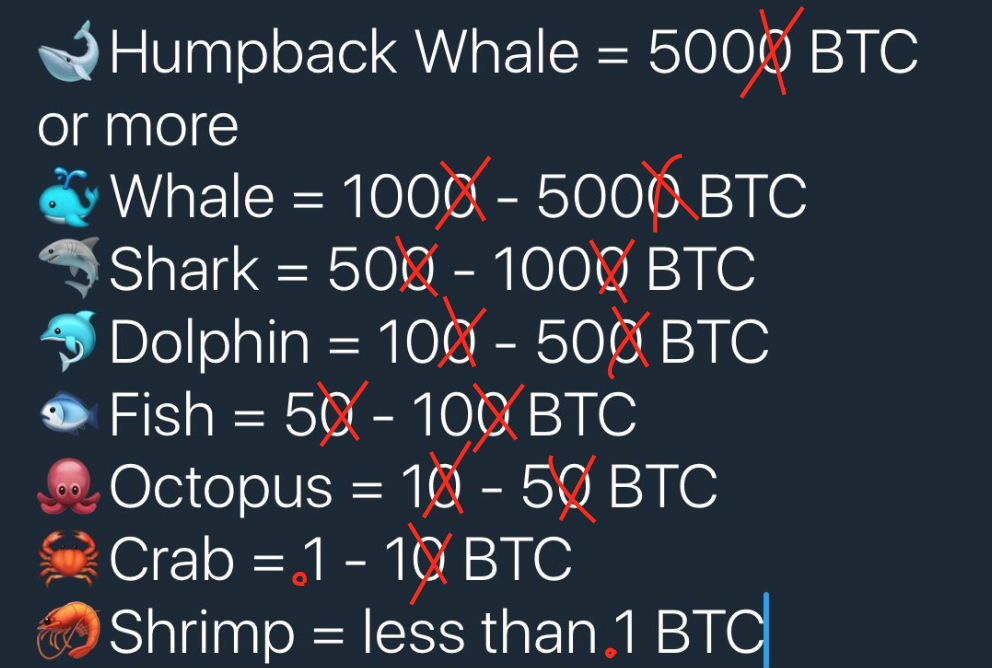 🐋Humpback Whale = 5000 BTC
or more
🐳Whale = 1000 - 5000 BTC
🦈Shark = 500 - 1000 BTC
🐬Dolphin = 100 - 500 BTC
🐟Fish = 50 - 100 BTC
🐙Octopus = 10 - 50 BTC
🦀Crab = .1 - 10 BTC
🦐Shrimp = less than .1 BTC